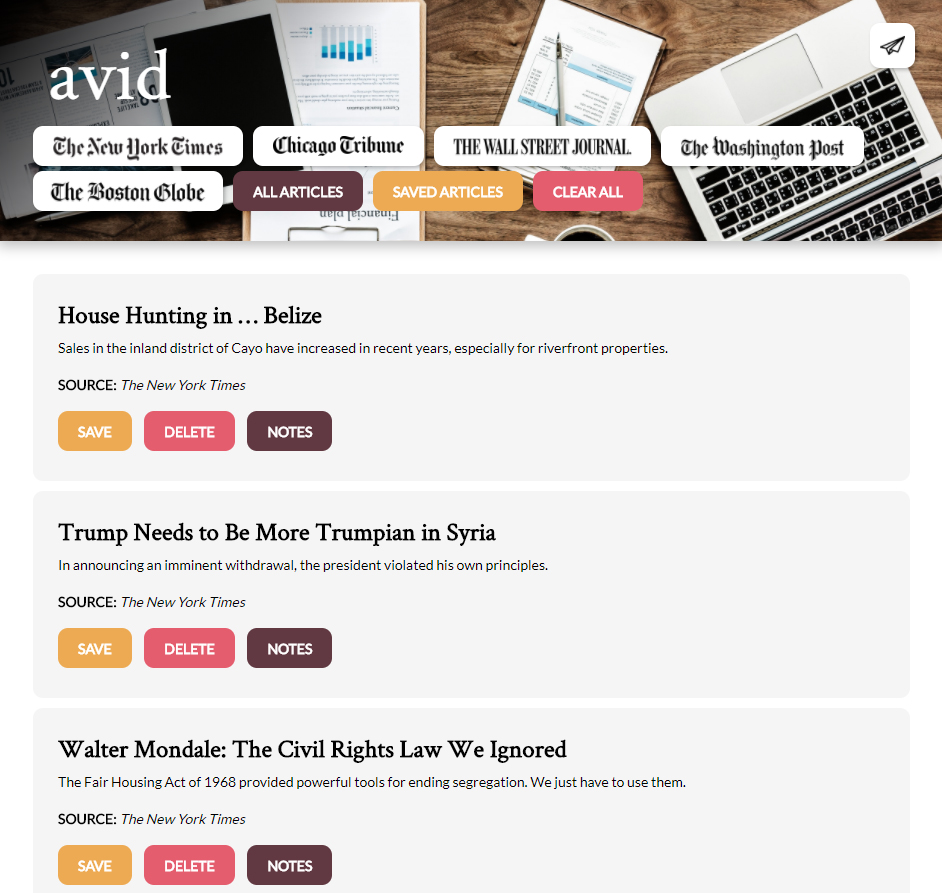 avid
The New York Times
Chicago Tribune
THE WALL STREET JOURNAL.
The Washington Post
The Boston Globe
ALL ARTICLES
SAVED ARTICLES
CLEAR ALL
Financial plan
House Hunting in … Belize
Sales in the inland district of Cayo have increased in recent years, especially for riverfront properties.
SOURCE: The New York Times
SAVE
DELETE
NOTES
Trump Needs to Be More Trumpian in Syria
In announcing an imminent withdrawal, the president violated his own principles.
SOURCE: The New York Times
SAVE
DELETE
NOTES
Walter Mondale: The Civil Rights Law We Ignored
The Fair Housing Act of 1968 provided powerful tools for ending segregation. We just have to use them.
SOURCE: The New York Times
SAVE
DELETE
NOTES